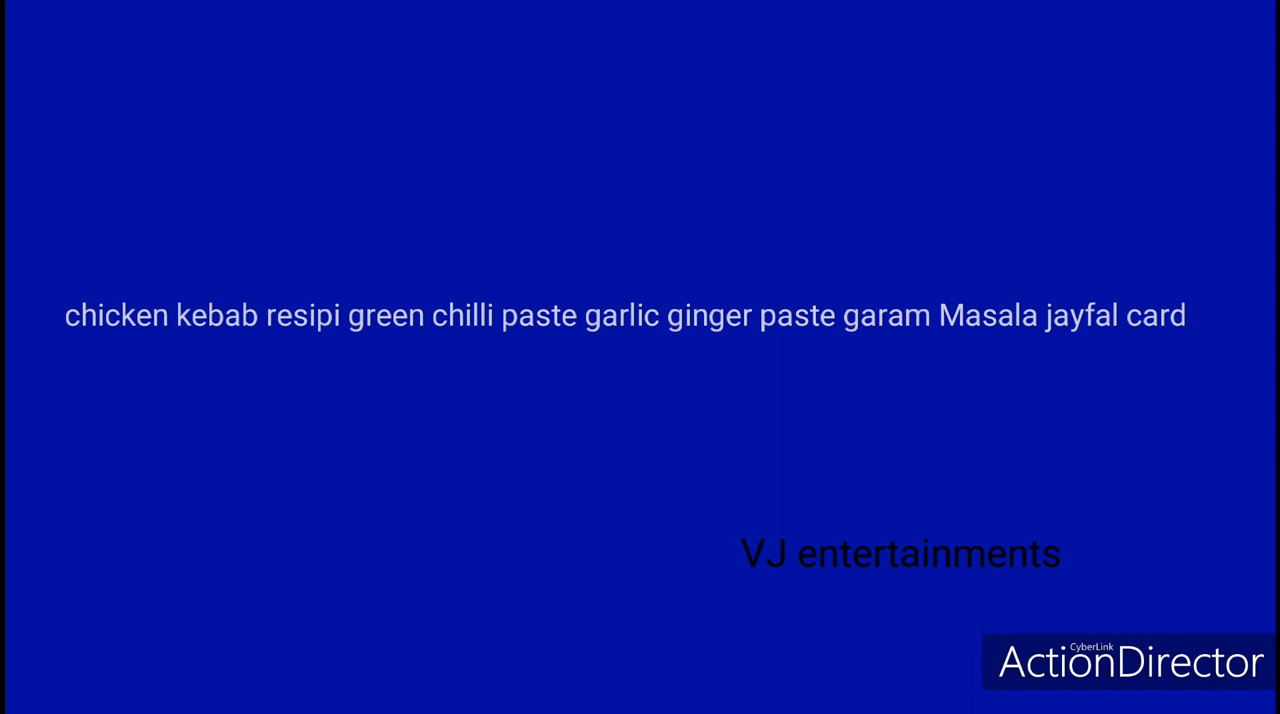 chicken kebab resipi green chilli paste garlic ginger paste garam Masala jayfal card
VJ entertainments
CyberLink
ActionDirector